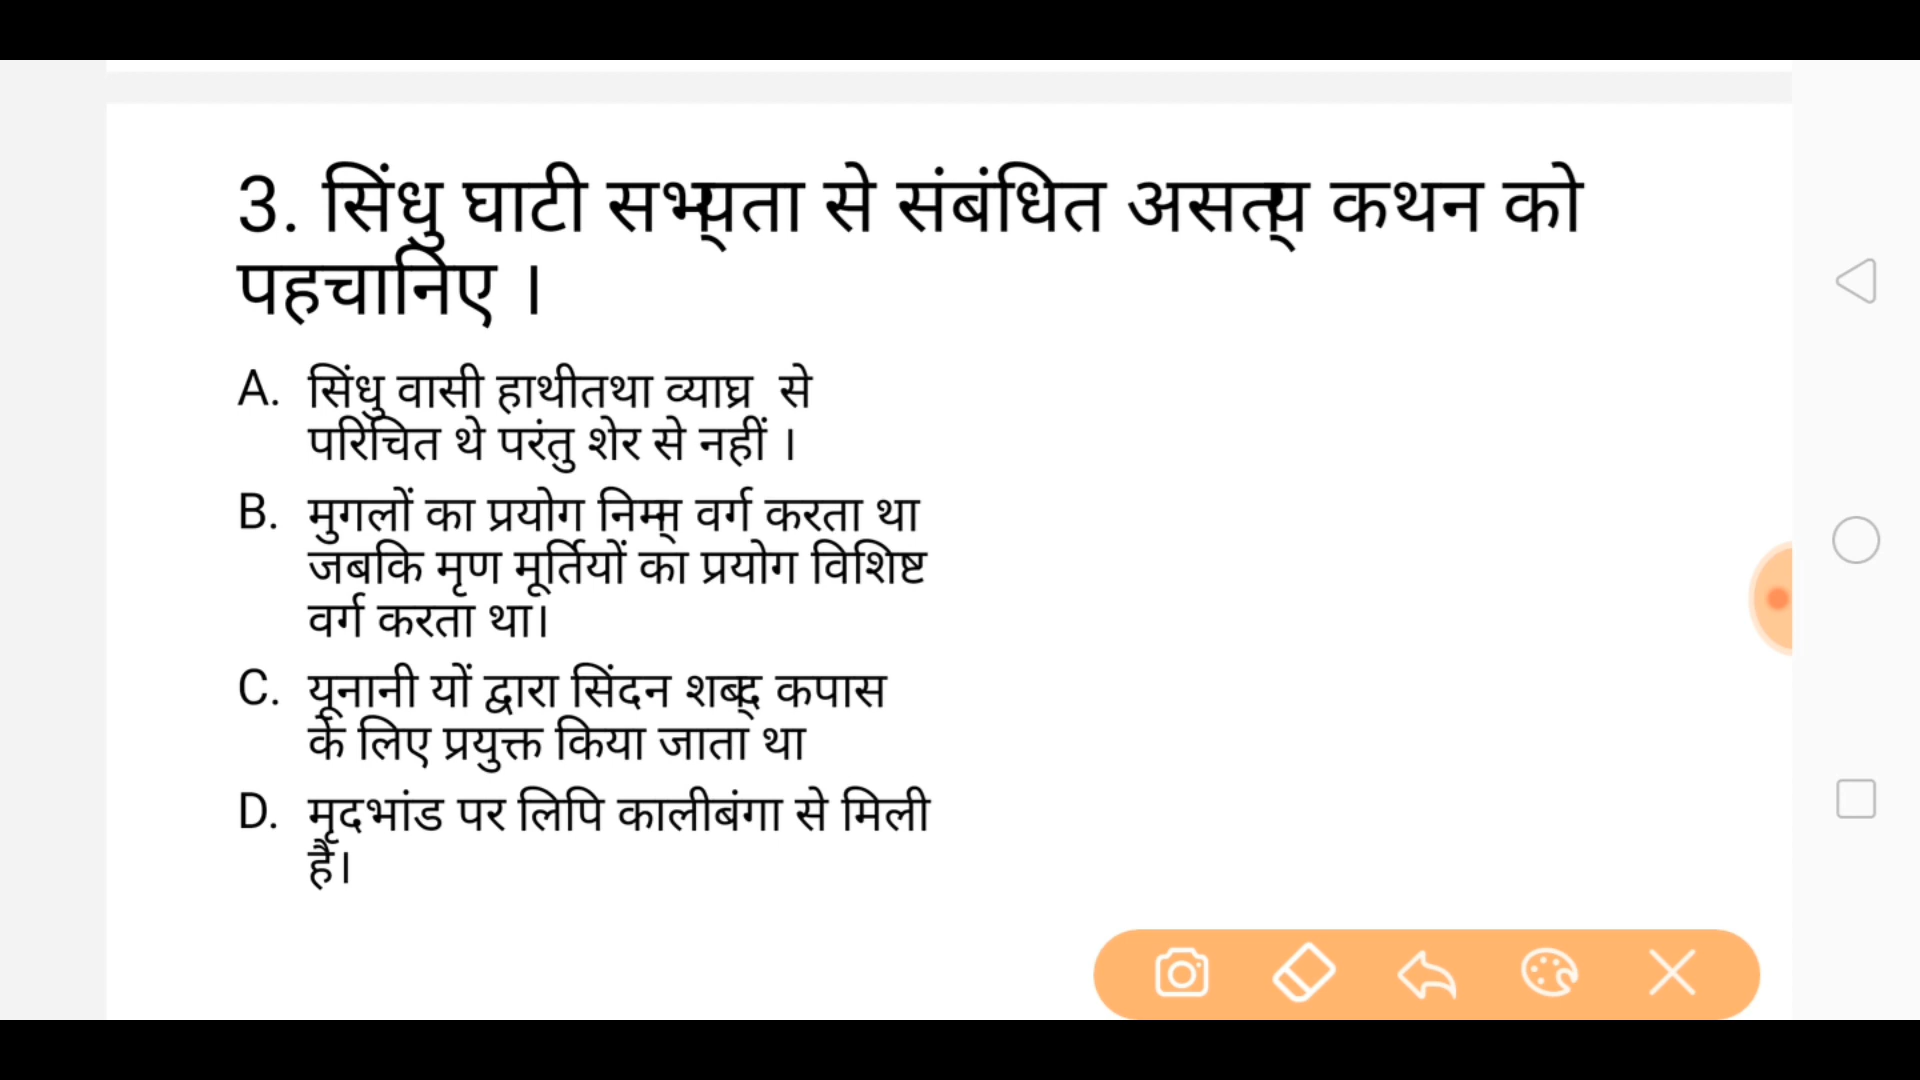 3. सिंधु घाटी सभ्यता से संबंधित असत्य कथन को
पहचानिए ।
A. सिंधु वासी हाथीतथा व्याघ्र से
परिचित थे परंतु शेर से नहीं ।
B. मुगलों का प्रयोग निम्न वर्ग करता था
जबकि मृण मूर्तियों का प्रयोग विशिष्ट
वर्ग करता था।
C. यूनानी यों द्वारा सिंदन शब्द कपास
के लिए प्रयुक्त किया जाता था
D. मृदभांड पर लिपि कालीबंगा से मिली
है।